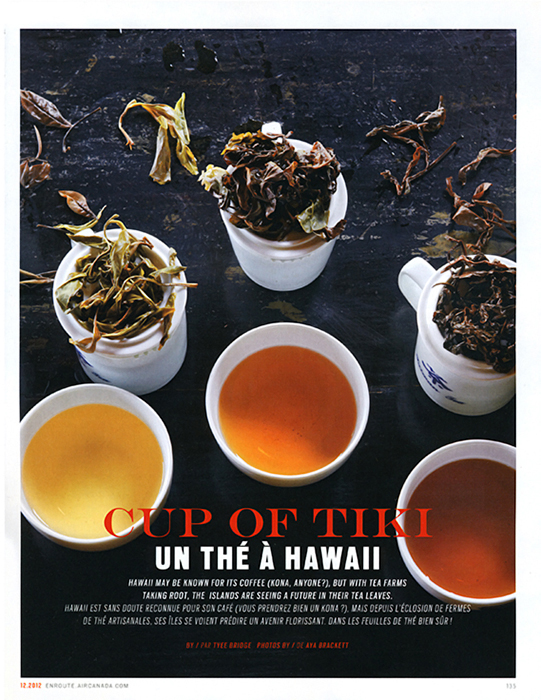 CUP OF TIKI
UN THÉ À HAWAII
HAWAII MAY BE KNOWN FOR ITS COFFEE (KONA, ANYONE?), BUT WITH TEA FARMS
TAKING ROOT, THE ISLANDS ARE SEEING A FUTURE IN THEIR TEA LEAVES.
HAWAII EST SANS DOUTE RECONNUE POUR SON CAFÉ (VOUS PRENDREZ BIEN UN KONA ?). MAIS DEPUIS L'ÉCLOSION DE FERMES
DE THÉ ARTISANALES, SES ÎLES SE VOIENT PRÉDIRE UN AVENIR FLORISSANT. DANS LES FEUILLES DE THÉ BIEN SÛR !
BY / PAR TYEE BRIDGE PHOTOS BY / DE AYA BRACKETT
12.2012 ENROUTE.AIRCANADA.COM